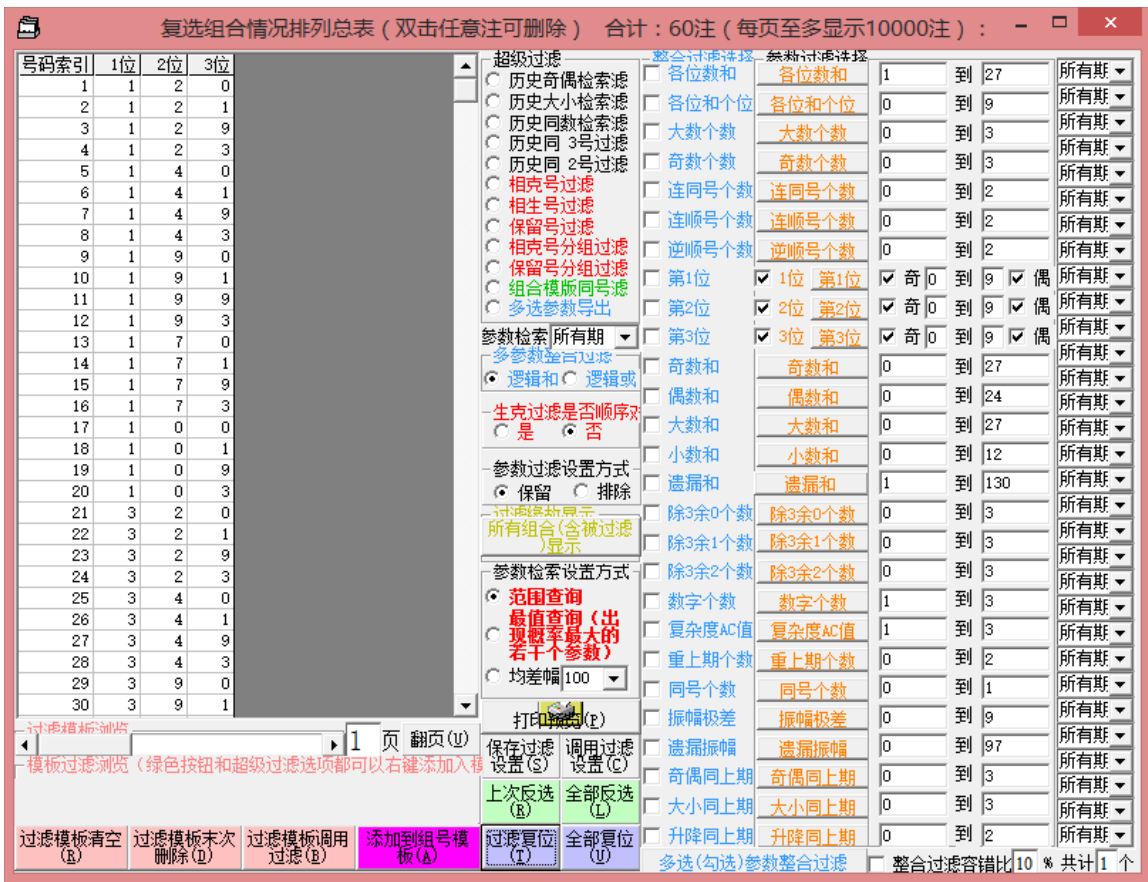 复选组合情况排列总表（双击任意注可删除） 合计：60注（每页至多显示10000注）：
号码索引 1位 2位 3位
1 1 2 0
2 1 2 1
3 1 2 9
4 1 2 3
5 1 4 0
6 1 4 1
7 1 4 9
8 1 4 3
9 1 9 0
10 1 9 1
11 1 9 9
12 1 9 3
13 1 7 0
14 1 7 1
15 1 7 9
16 1 7 3
17 1 0 0
18 1 0 1
19 1 0 9
20 1 0 3
21 3 2 0
22 3 2 1
23 3 2 9
24 3 2 3
25 3 4 0
26 3 4 1
27 3 4 9
28 3 4 3
29 3 9 0
30 3 9 1
过滤模板浏览
1 页 翻页(U)
模板过滤浏览（绿色按钮和超级过滤选项都可以右键添加入模
过滤模板清空(R) 过滤模板末次删除(D) 过滤模板调用过滤(B) 添加到组号模板(A)
超级过滤
历史奇偶检索滤
历史大小检索滤
历史同数检索滤
历史同 3号过滤
历史同 2号过滤
相克号过滤
相生号过滤
保留号过滤
相克号分组过滤
保留号分组过滤
组合模版同号滤
多选参数导出
参数检索 所有期
多参数整合过滤
逻辑和 逻辑或
生克过滤是否顺序对
是 否
参数过滤设置方式
保留 排除
过滤缘故显示
所有组合(含被过滤
)显示
参数检索设置方式
范围查询
最值查询（出
现概率最大的
若干个参数）
均差幅 100
打印预览(P)
保存过滤设置(S) 调用过滤设置(C)
上次反选(R) 全部反选(L)
过滤复位(T) 全部复位(U)
整合过滤选择 参数过滤选择
各位数和 各位数和 1 到 27 所有期
各位和个位 各位和个位 0 到 9 所有期
大数个数 大数个数 0 到 3 所有期
奇数个数 奇数个数 0 到 3 所有期
连同号个数 连同号个数 0 到 2 所有期
连顺号个数 连顺号个数 0 到 2 所有期
逆顺号个数 逆顺号个数 0 到 2 所有期
第1位 1位 第1位 奇 0 到 9 偶 所有期
第2位 2位 第2位 奇 0 到 9 偶 所有期
第3位 3位 第3位 奇 0 到 9 偶 所有期
奇数和 奇数和 0 到 27 所有期
偶数和 偶数和 0 到 24 所有期
大数和 大数和 0 到 27 所有期
小数和 小数和 0 到 12 所有期
遗漏和 遗漏和 1 到 130 所有期
除3余0个数 除3余0个数 0 到 3 所有期
除3余1个数 除3余1个数 0 到 3 所有期
除3余2个数 除3余2个数 0 到 3 所有期
数字个数 数字个数 1 到 3 所有期
复杂度AC值 复杂度AC值 1 到 3 所有期
重上期个数 重上期个数 0 到 2 所有期
同号个数 同号个数 0 到 1 所有期
振幅极差 振幅极差 0 到 9 所有期
遗漏振幅 遗漏振幅 0 到 97 所有期
奇偶同上期 奇偶同上期 0 到 3 所有期
大小同上期 大小同上期 0 到 3 所有期
升降同上期 升降同上期 0 到 2 所有期
多选(勾选)参数整合过滤 整合过滤容错比 10 % 共计 1 个